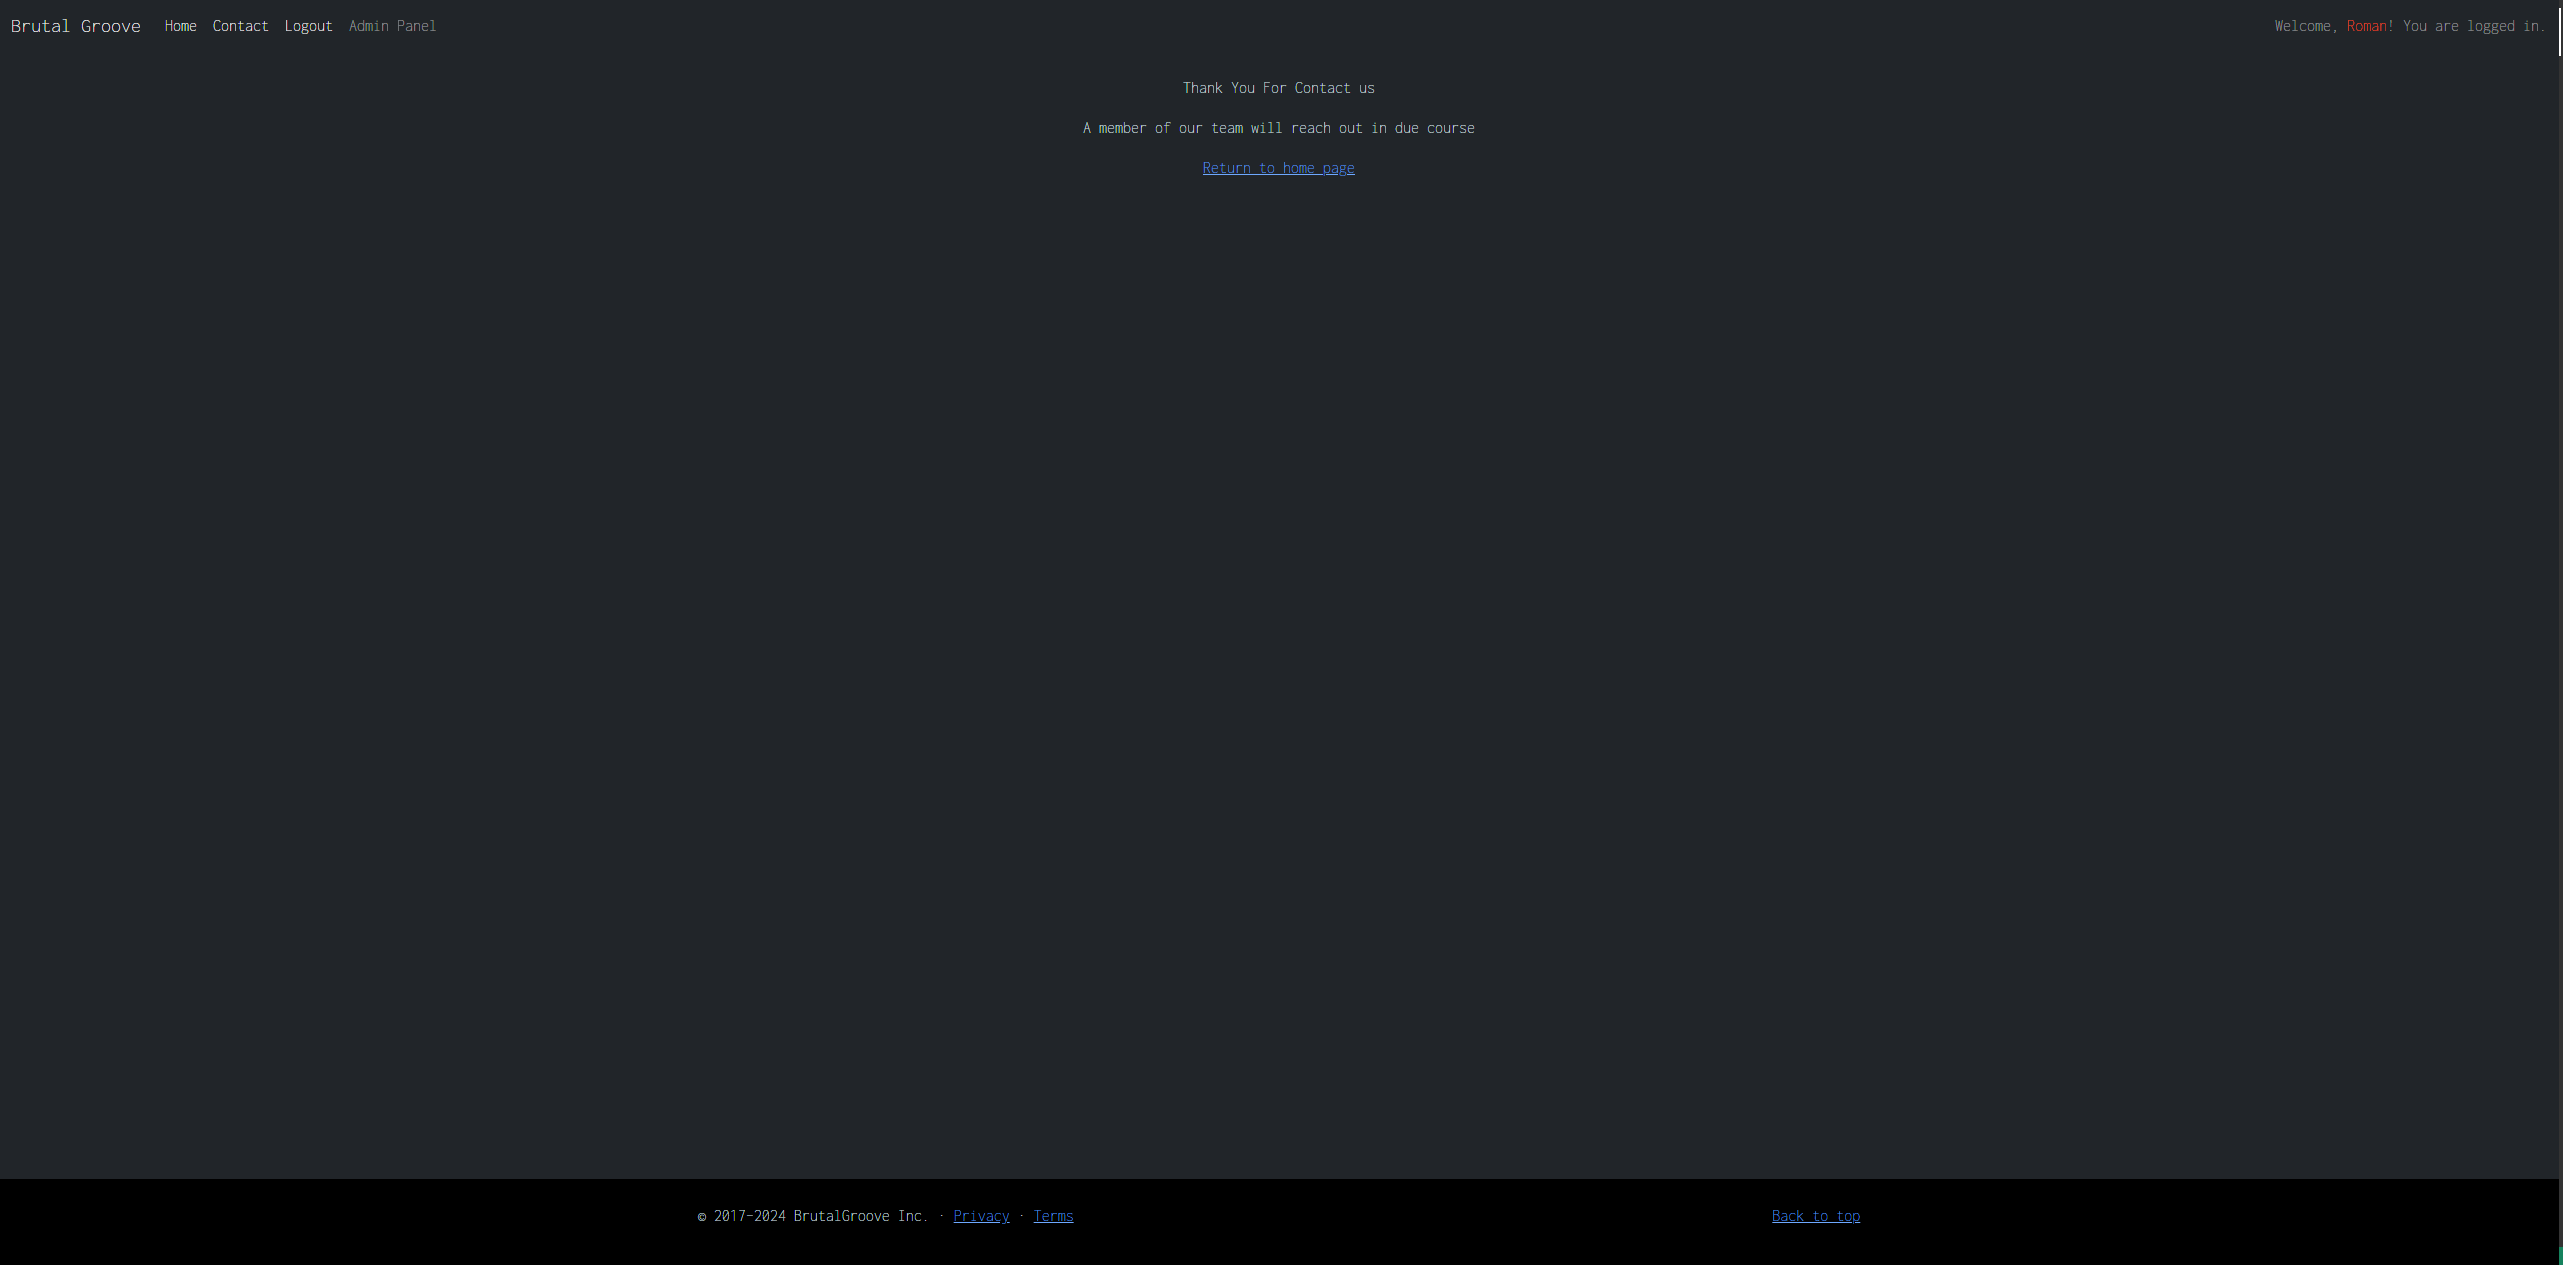 Brutal Groove Home Contact Logout Admin Panel Welcome, Roman! You are logged in.
Thank You For Contact us
A member of our team will reach out in due course
Return to home page
© 2017-2024 BrutalGroove Inc. · Privacy · Terms Back to top